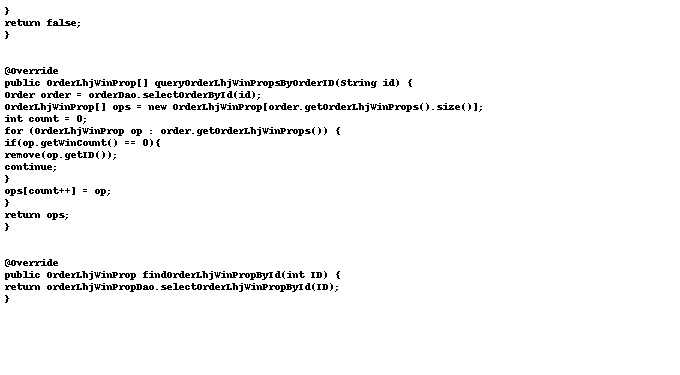 }
return false;
}
@Override
public OrderLhjWinProp[] queryOrderLhjWinPropsByOrderID(String id) {
Order order = orderDao.selectOrderById(id);
OrderLhjWinProp[] ops = new OrderLhjWinProp[order.getOrderLhjWinProps().size()];
int count = 0;
for (OrderLhjWinProp op : order.getOrderLhjWinProps()) {
if(op.getWinCount() == 0){
remove(op.getID());
continue;
}
ops[count++] = op;
}
return ops;
}
@Override
public OrderLhjWinProp findOrderLhjWinPropById(int ID) {
return orderLhjWinPropDao.selectOrderLhjWinPropById(ID);
}